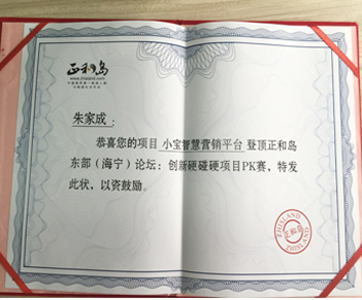 正和岛
www.zhisland.com
朱家成：
恭喜您的项目 小宝智慧营销平台 登顶正和岛
东部（海宁）论坛：创新硬碰硬项目PK赛，特发
此状，以资鼓励。
ZHISLAND
正和岛
ZHISLAND